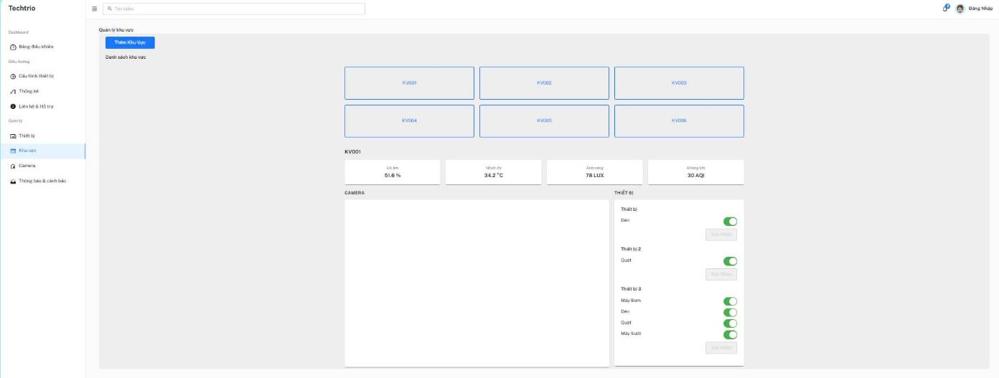 Techtrio
Tìm kiếm
Đăng Nhập
Dashboard
Bảng điều khiển
Điều hướng
Cấu hình thiết bị
Thống kê
Liên hệ & Hỗ trợ
Quản lý
Thiết bị
Khu vực
Camera
Thông báo & cảnh báo
Quản lý khu vực
Thêm Khu Vực
Danh sách khu vực
KV001 KV002 KV003
KV004 KV005 KV006
KV001
Độ ẩm Nhiệt độ Ánh sáng Không khí
51.6 % 34.2 °C 78 LUX 30 AQI
CAMERA THIẾT BỊ
Thiết bị
Đèn
Xác Nhận
Thiết bị 2
Quạt
Xác Nhận
Thiết bị 3
Máy Bơm
Đèn
Quạt
Máy Sưởi
Xác Nhận